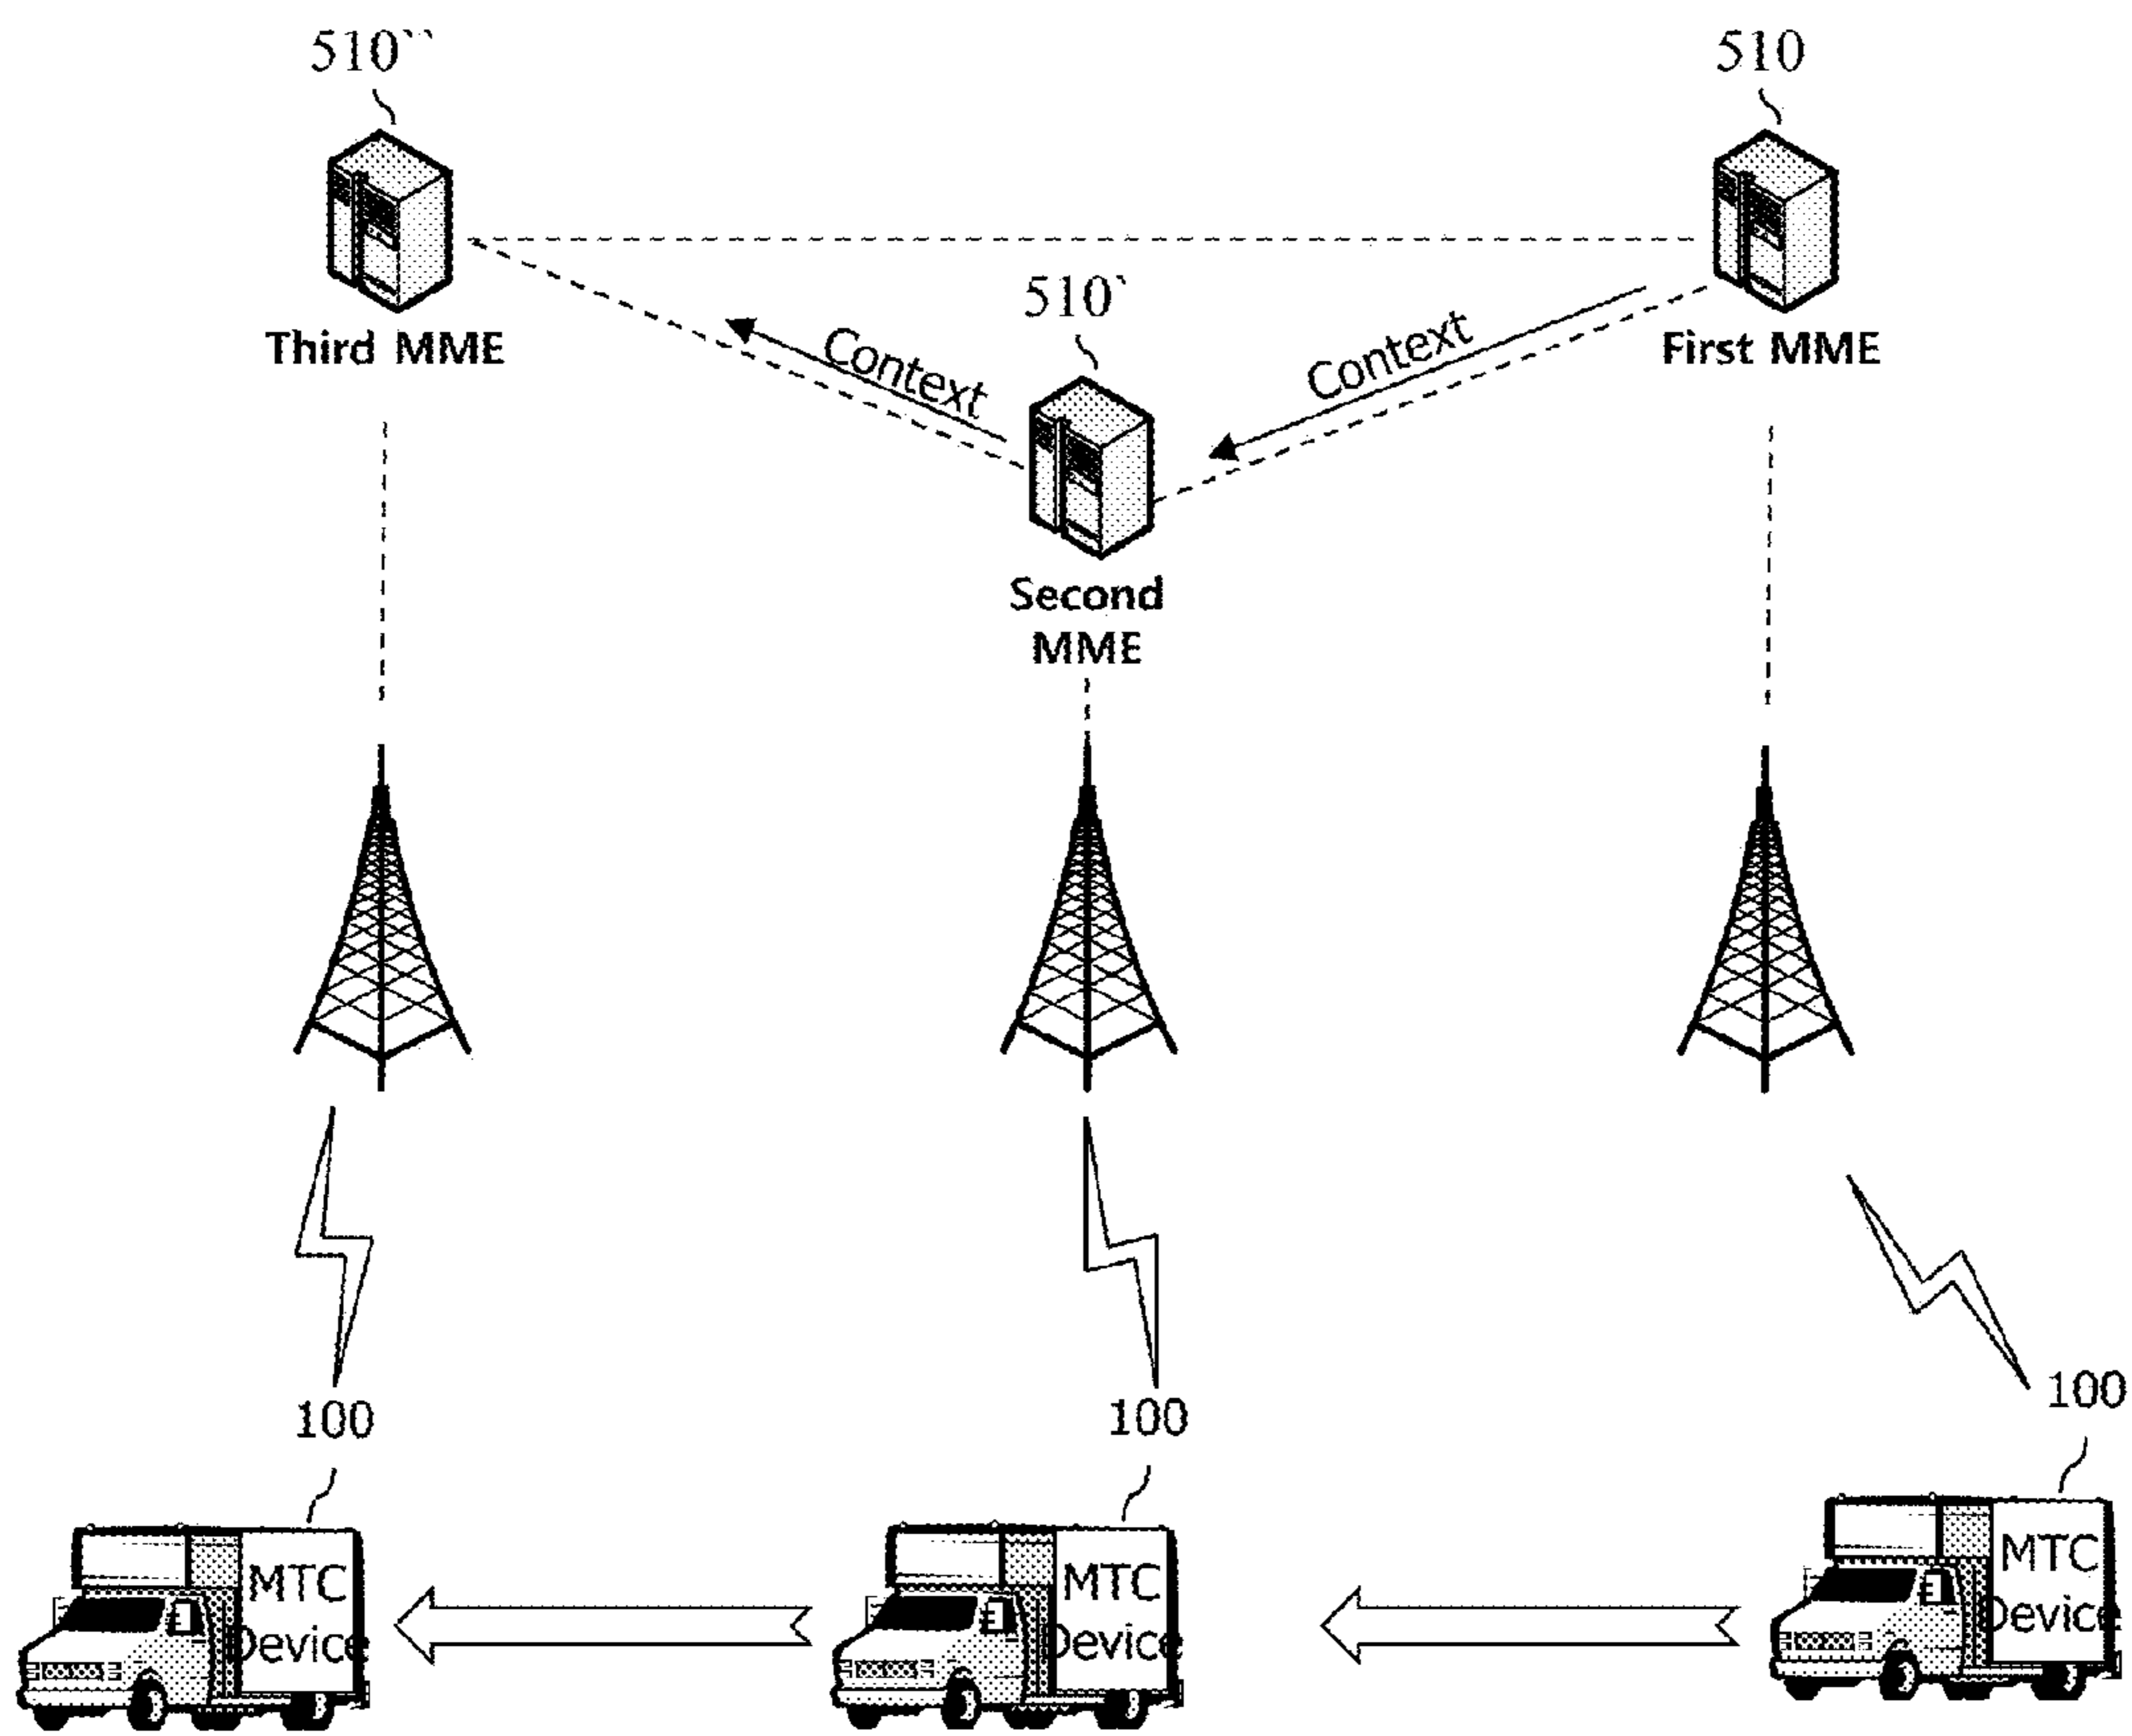 510``
510
510`
Third MME
Context
Context
First MME
Second
MME
100
100
100
MTC
Device
MTC
Device
MTC
Device